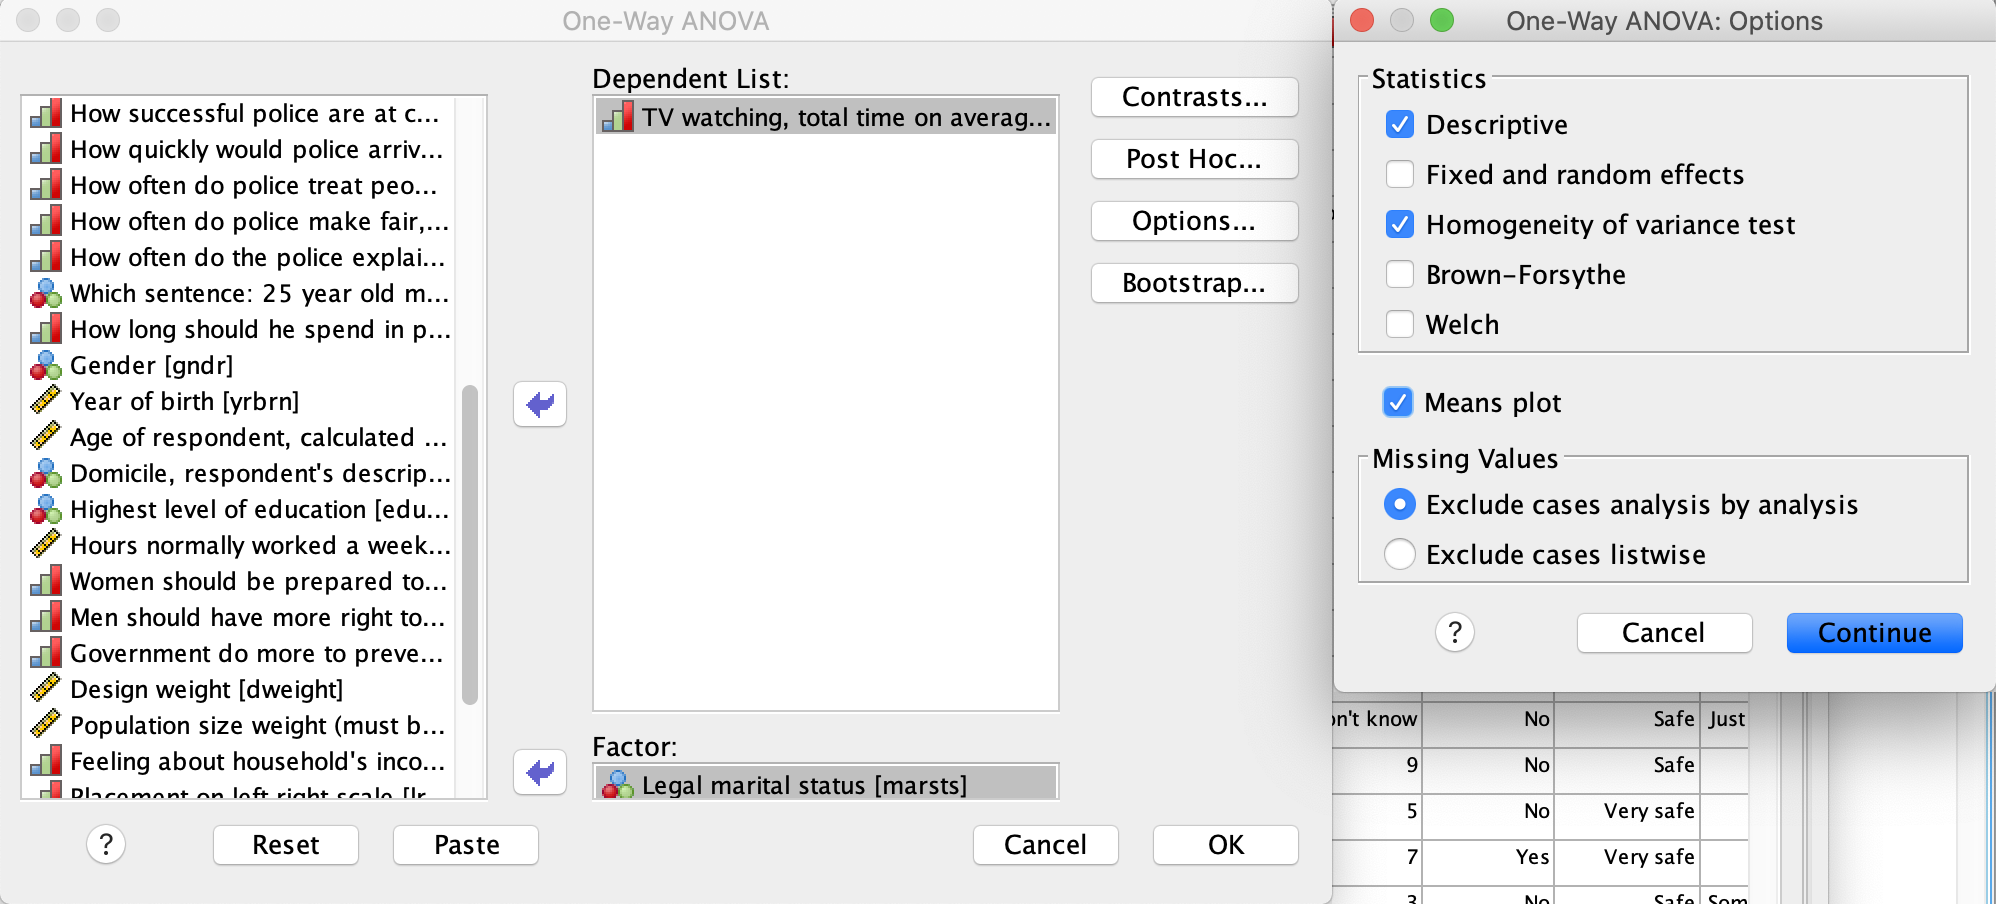 One-Way ANOVA
How successful police are at c...
How quickly would police arriv...
How often do police treat peo...
How often do police make fair,...
How often do the police explai...
Which sentence: 25 year old m...
How long should he spend in p...
Gender [gndr]
Year of birth [yrbrn]
Age of respondent, calculated ...
Domicile, respondent's descrip...
Highest level of education [edu...
Hours normally worked a week...
Women should be prepared to...
Men should have more right to...
Government do more to preve...
Design weight [dweight]
Population size weight (must b...
Feeling about household's inco...
Placement on left right scale [lr
Dependent List:
TV watching, total time on averag...
Factor:
Legal marital status [marsts]
Contrasts...
Post Hoc...
Options...
Bootstrap...
?
Reset
Paste
Cancel
OK
One-Way ANOVA: Options
Statistics
Descriptive
Fixed and random effects
Homogeneity of variance test
Brown-Forsythe
Welch
Means plot
Missing Values
Exclude cases analysis by analysis
Exclude cases listwise
?
Cancel
Continue
on't know No Safe Just
9 No Safe
5 No Very safe
7 Yes Very safe
3 No Safe Som